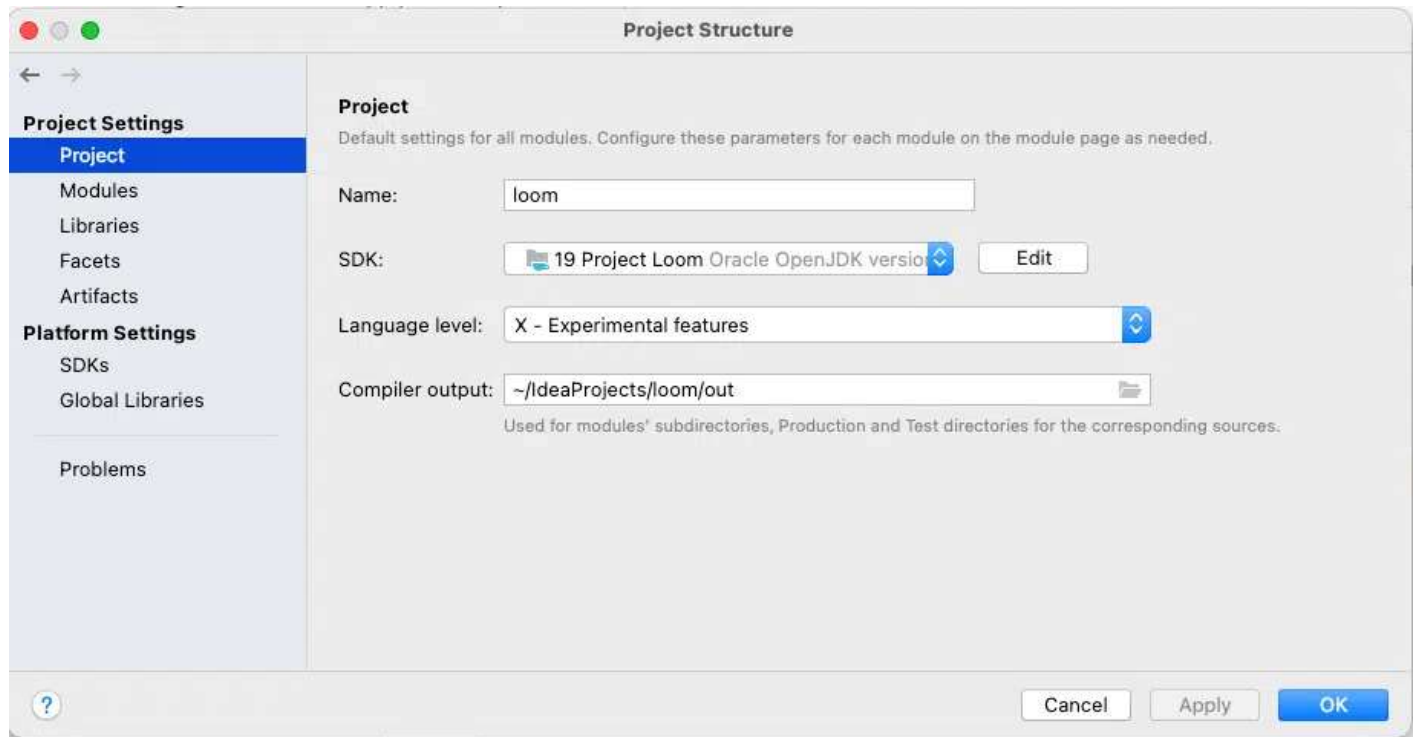 Project Structure
Project Settings
Project
Modules
Libraries
Facets
Artifacts
Platform Settings
SDKs
Global Libraries
Problems
Project
Default settings for all modules. Configure these parameters for each module on the module page as needed.
Name: loom
SDK: 19 Project Loom Oracle OpenJDK Edit
Language level: X - Experimental features
Compiler output: ~/IdeaProjects/loom/out
Used for modules' subdirectories, Production and Test directories for the corresponding sources.
? Cancel Apply OK